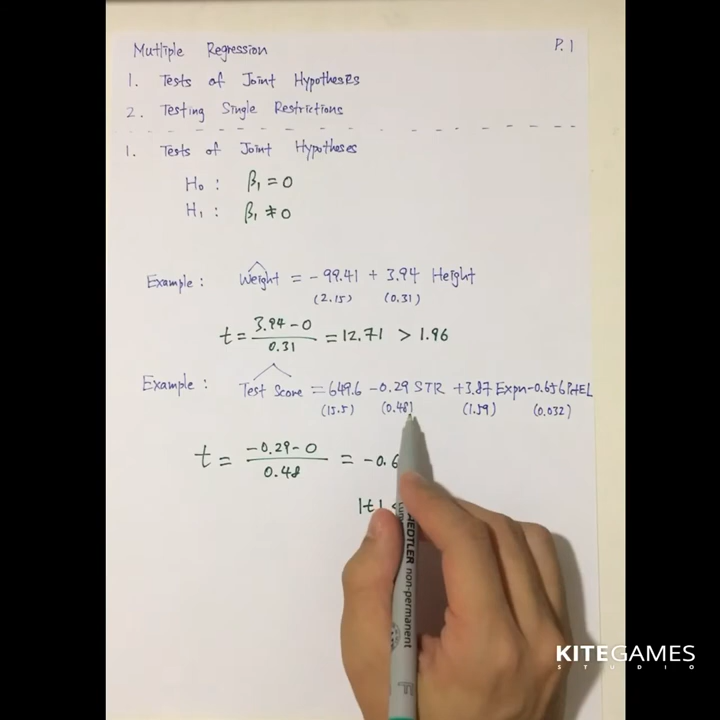 Multiple Regression P.1
1. Tests of Joint Hypotheses
2. Testing Single Restrictions
1. Tests of Joint Hypotheses
H₀ : β₁ = 0
H₁ : β₁ ≠ 0
Example : Weight = -99.41 + 3.94 Height
(2.15) (0.31)
t = 3.94 - 0 / 0.31 = 12.71 > 1.96
Example : Test Score = 649.6 - 0.29 STR + 3.87 Expn - 0.656 PctEL
(15.5) (0.48) (1.59) (0.032)
t = -0.29 - 0 / 0.48 = -0.6
|t| <
STAEDTLER
non-permanent
F
KITEGAMES
STUDIO